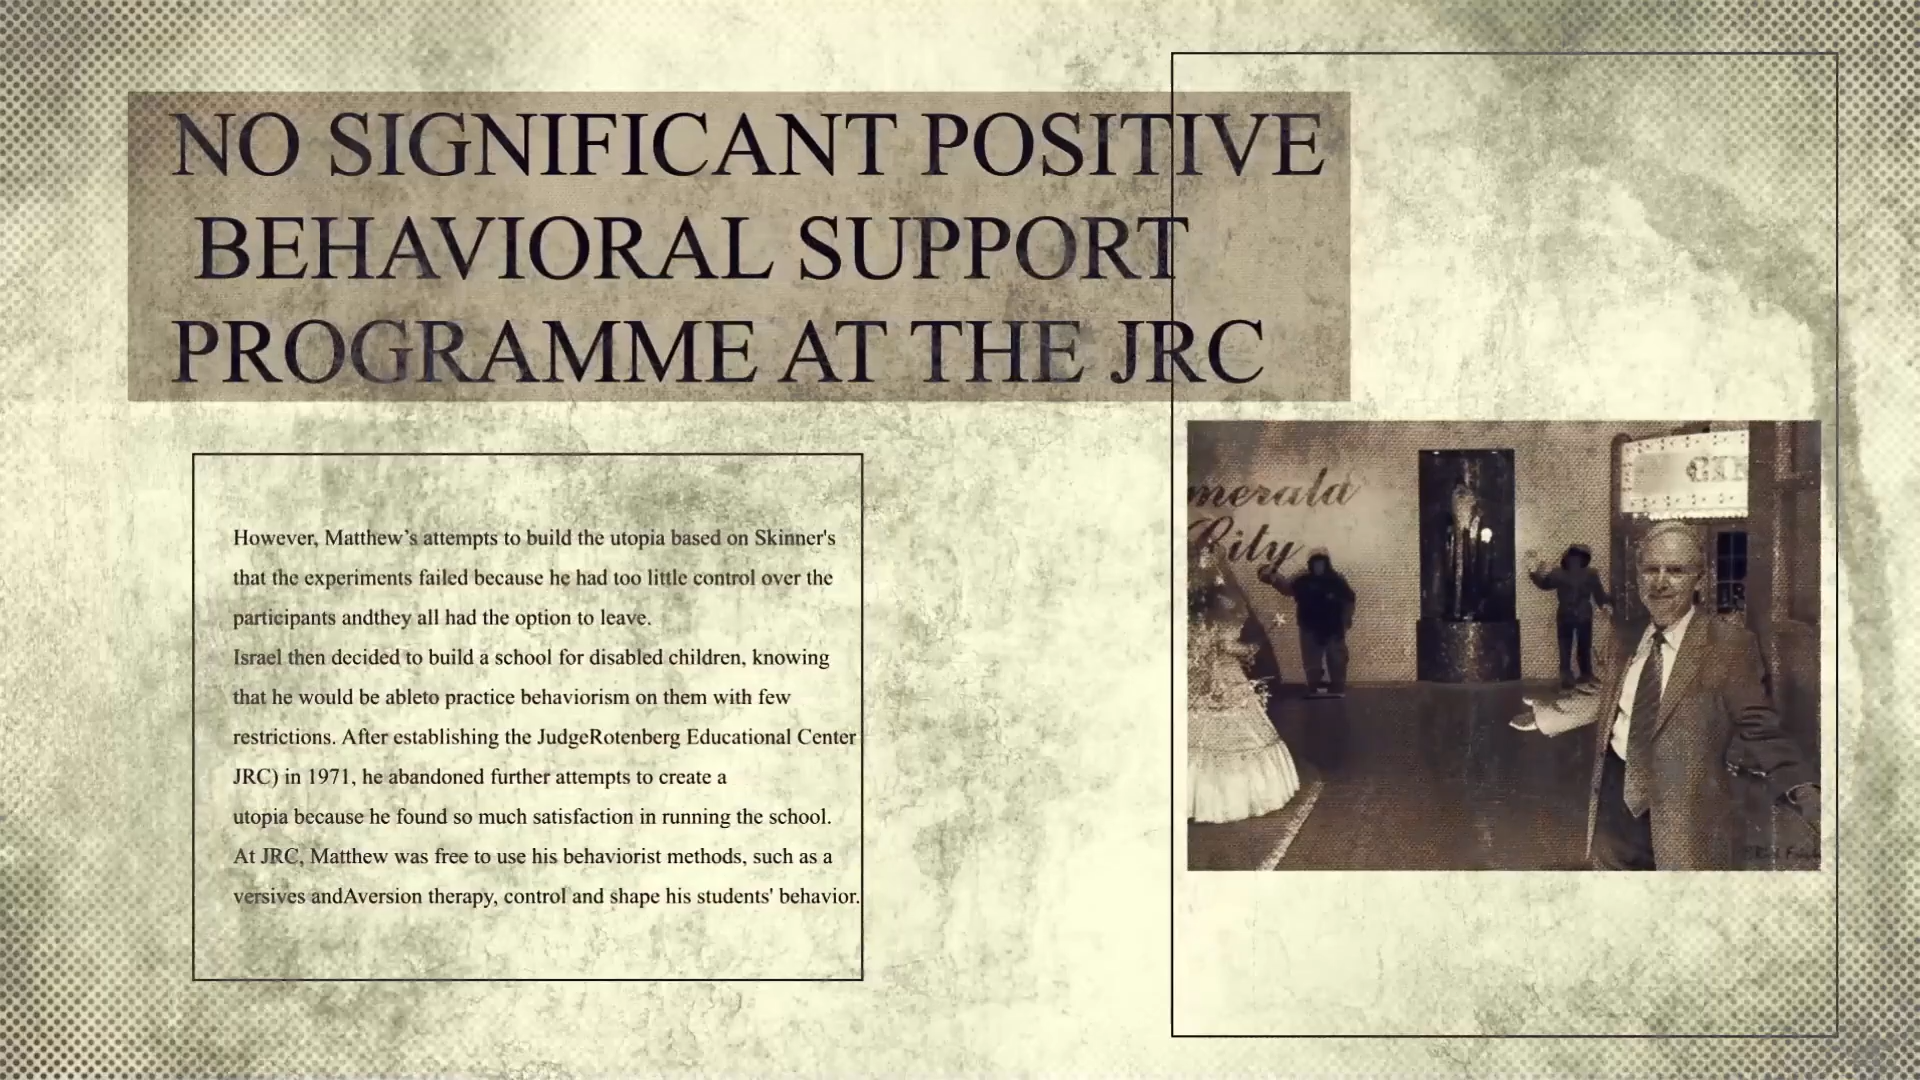 NO SIGNIFICANT POSITIVE
BEHAVIORAL SUPPORT
PROGRAMME AT THE JRC
However, Matthew’s attempts to build the utopia based on Skinner's
that the experiments failed because he had too little control over the
participants andthey all had the option to leave.
Israel then decided to build a school for disabled children, knowing
that he would be ableto practice behaviorism on them with few
restrictions. After establishing the JudgeRotenberg Educational Center
JRC) in 1971, he abandoned further attempts to create a
utopia because he found so much satisfaction in running the school.
At JRC, Matthew was free to use his behaviorist methods, such as a
versives andAversion therapy, control and shape his students' behavior.
merald
City